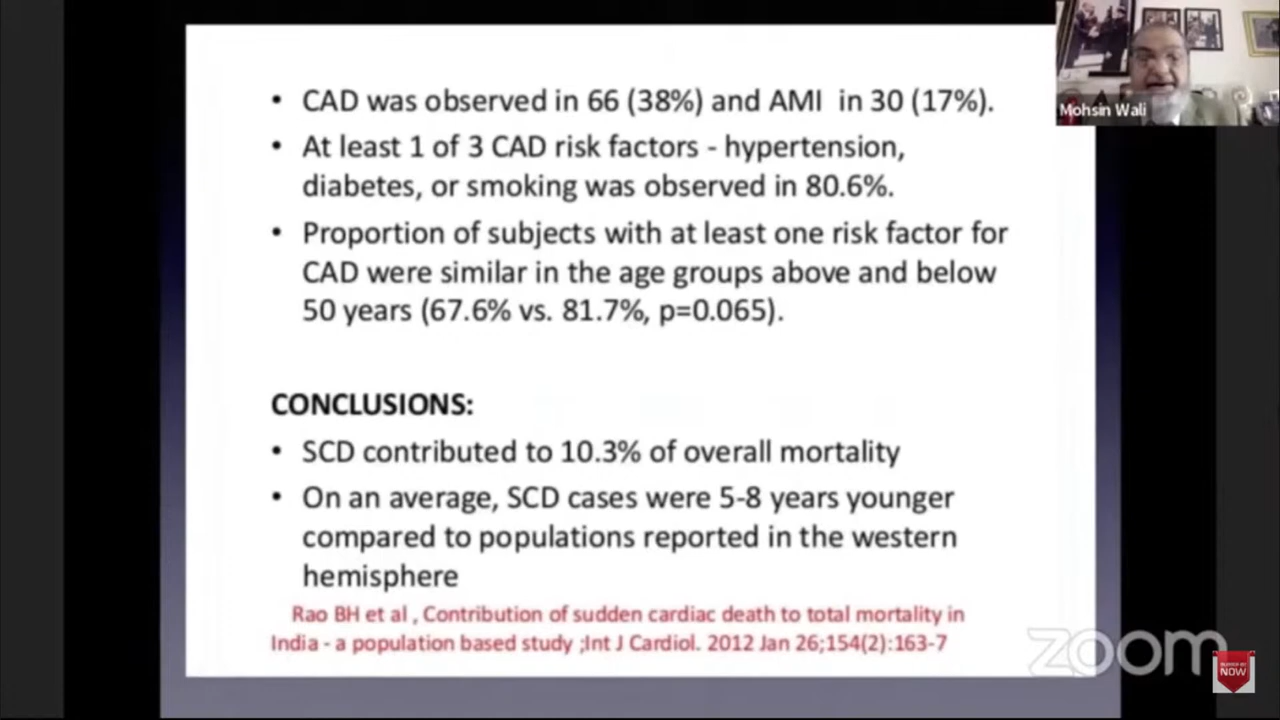 • CAD was observed in 66 (38%) and AMI in 30 (17%).
• At least 1 of 3 CAD risk factors - hypertension,
diabetes, or smoking was observed in 80.6%.
• Proportion of subjects with at least one risk factor for
CAD were similar in the age groups above and below
50 years (67.6% vs. 81.7%, p=0.065).
CONCLUSIONS:
• SCD contributed to 10.3% of overall mortality
• On an average, SCD cases were 5-8 years younger
compared to populations reported in the western
hemisphere
Rao BH et al , Contribution of sudden cardiac death to total mortality in
India - a population based study ;Int J Cardiol. 2012 Jan 26;154(2):163-7
Mohsin Wali
zoom
NOW